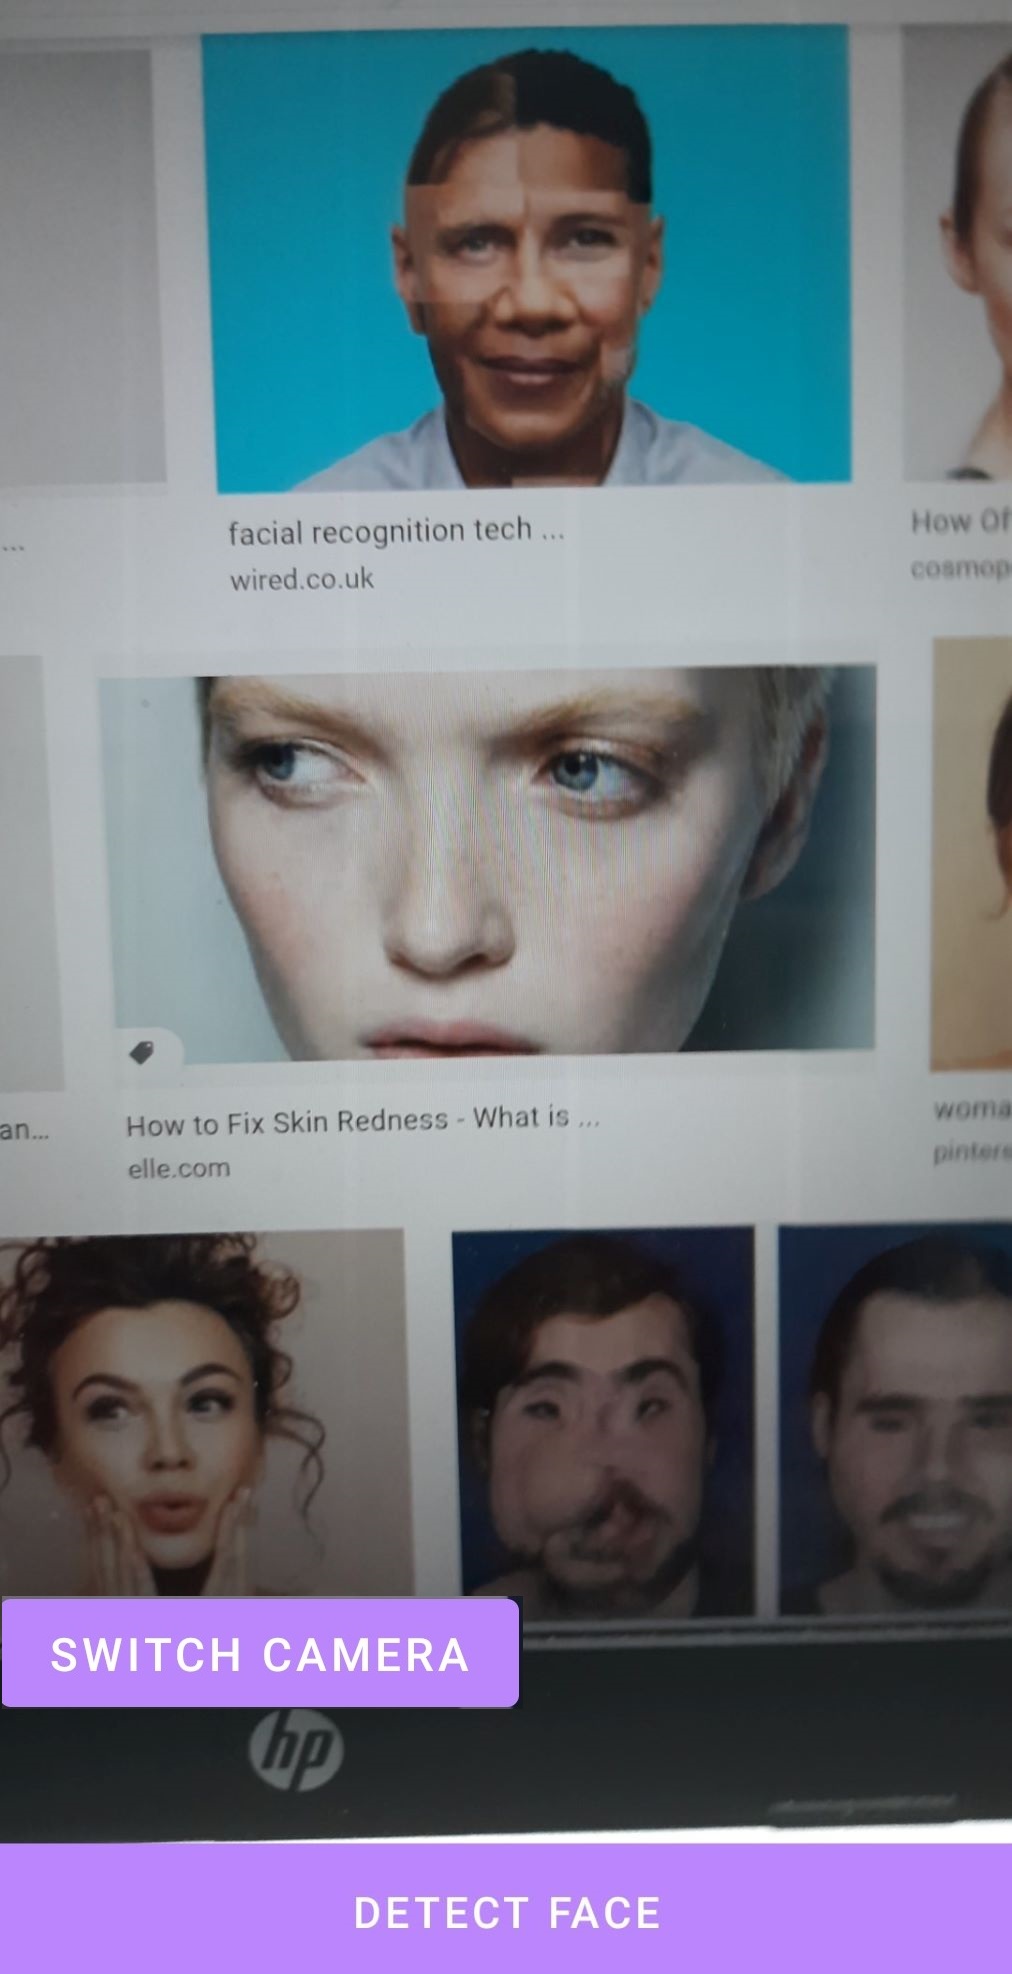 ...
facial recognition tech ...
wired.co.uk
How Of
cosmop
an...
How to Fix Skin Redness - What is ...
elle.com
woma
pinters
SWITCH CAMERA
hp
DETECT FACE